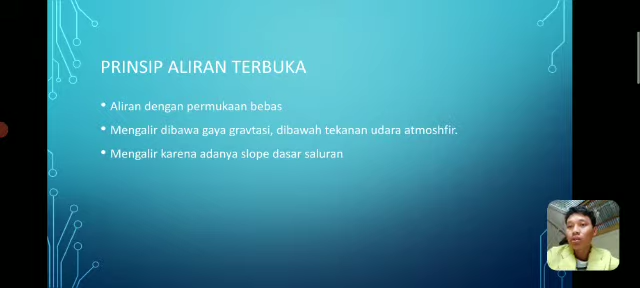 PRINSIP ALIRAN TERBUKA
• Aliran dengan permukaan bebas
• Mengalir dibawa gaya gravtasi, dibawah tekanan udara atmoshfir.
• Mengalir karena adanya slope dasar saluran